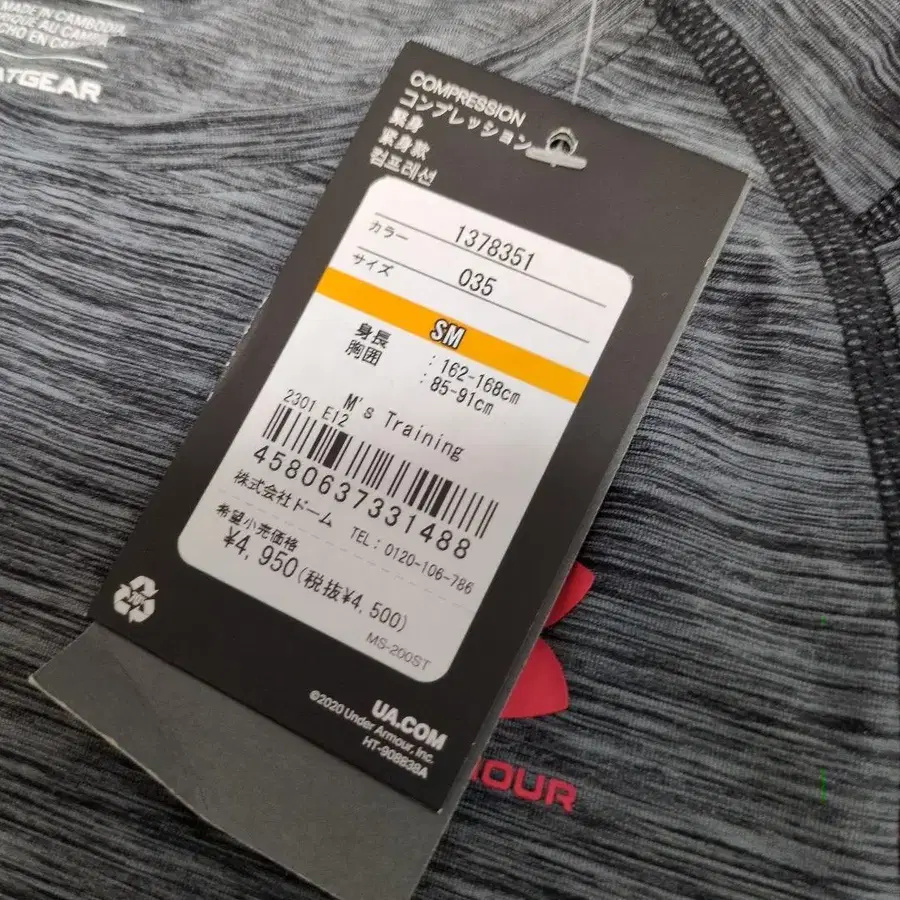 MADE IN CAMBODIA
ATGEAR
COMPRESSION
コンプレッション
緊身
紧身款
컴프레션
1378351
カラー 035
サイズ SM
身長 : 162-168cm
胸囲 : 85-91cm
M's Training
2301 E12
4580637331488
株式会社ドーム TEL : 0120-106-786
希望小売価格
¥4,950(税抜¥4,500)
MS-200ST
UA.COM
©2020 Under Armour, Inc.
HT-908838A
OUR